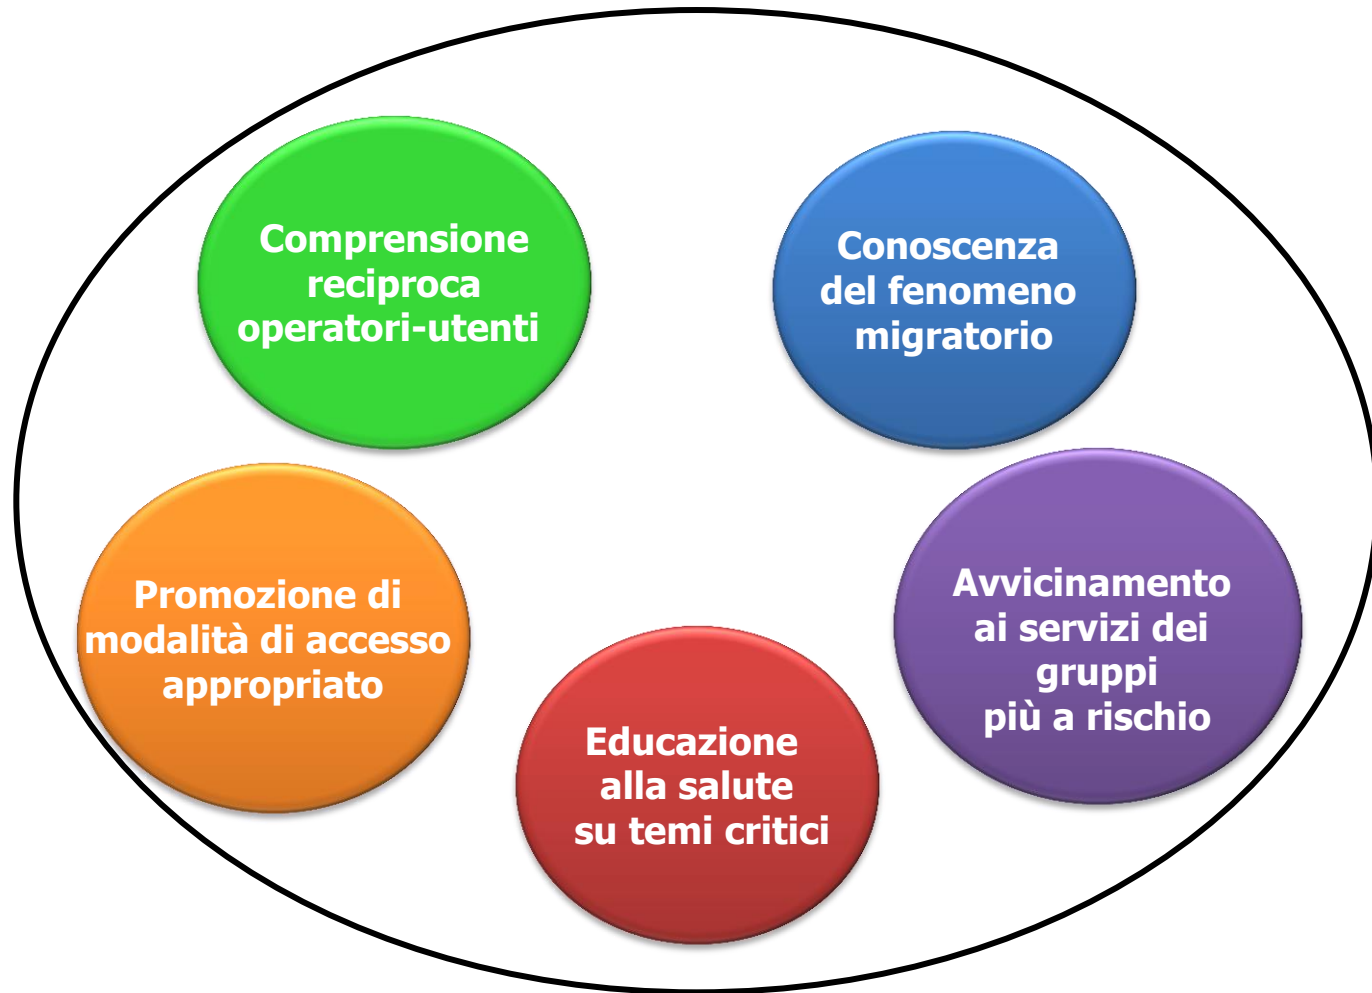 Comprensione
reciproca
operatori-utenti
Conoscenza
del fenomeno
migratorio
Promozione di
modalità di accesso
appropriato
Avvicinamento
ai servizi dei
gruppi
più a rischio
Educazione
alla salute
su temi critici